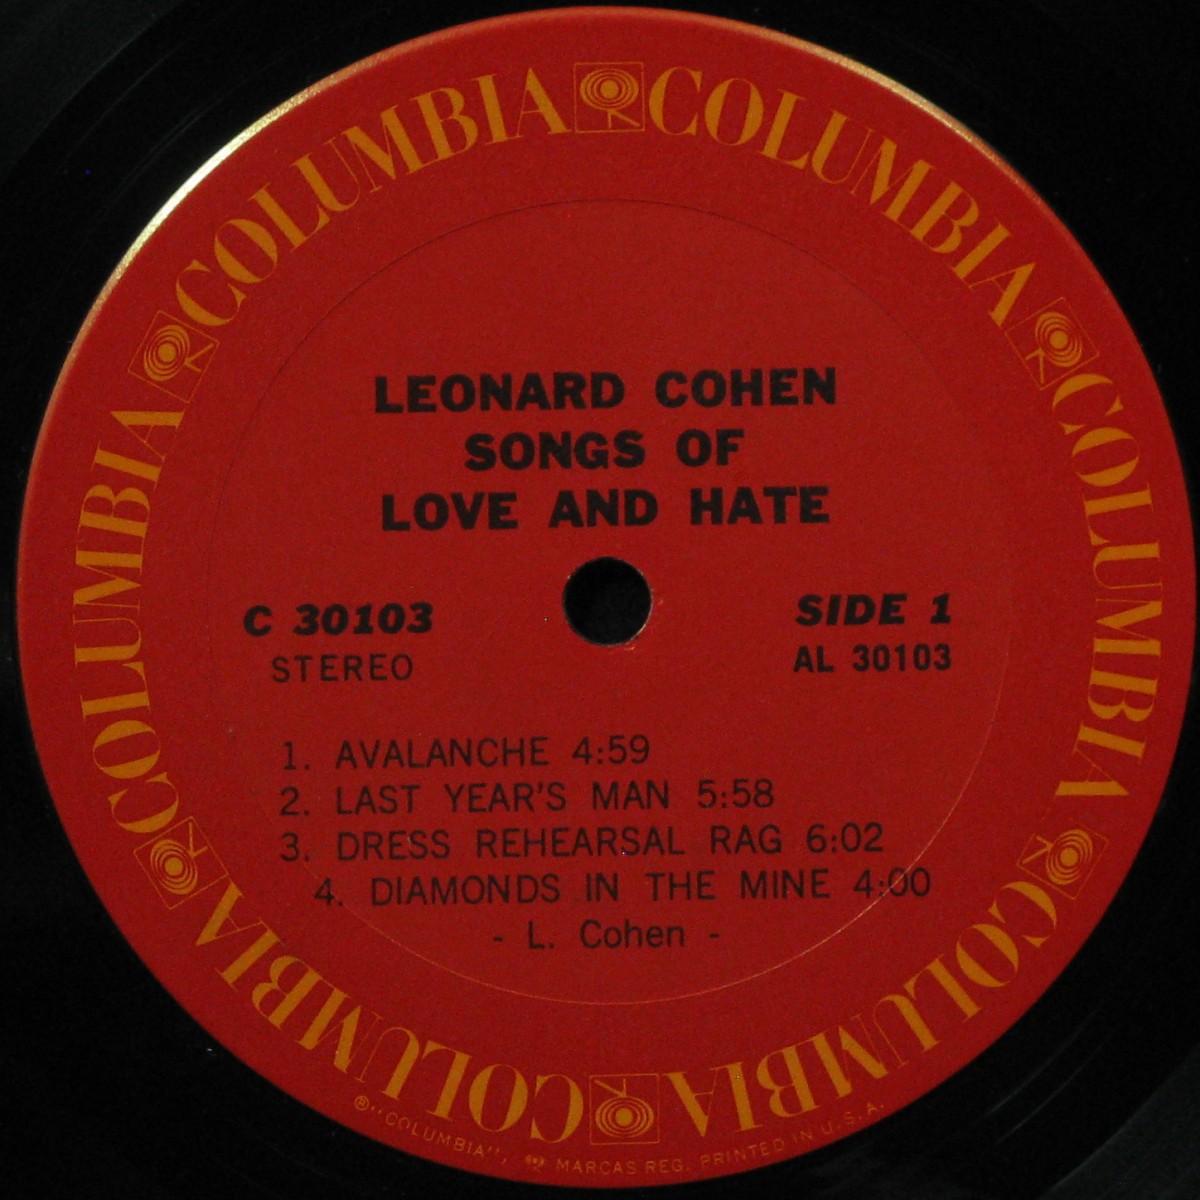 COLUMBIA COLUMBIA COLUMBIA COLUMBIA COLUMBIA COLUMBIA COLUMBIA COLUMBIA
LEONARD COHEN
SONGS OF
LOVE AND HATE
C 30103
STEREO
SIDE 1
AL 30103
1. AVALANCHE 4:59
2. LAST YEAR'S MAN 5:58
3. DRESS REHEARSAL RAG 6:02
4. DIAMONDS IN THE MINE 4:00
- L. Cohen -
®"COLUMBIA", MARCAS REG. PRINTED IN U.S.A.